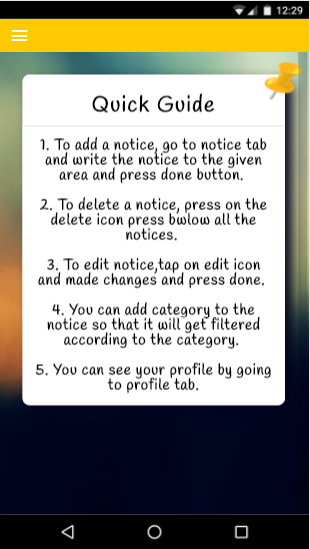 12:29
Quick Guide
1. To add a notice, go to notice tab
and write the notice to the given
area and press done button.
2. To delete a notice, press on the
delete icon press bwlow all the
notices.
3. To edit notice,tap on edit icon
and made changes and press done.
4. You can add category to the
notice so that it will get filtered
according to the category.
5. You can see your profile by going
to profile tab.